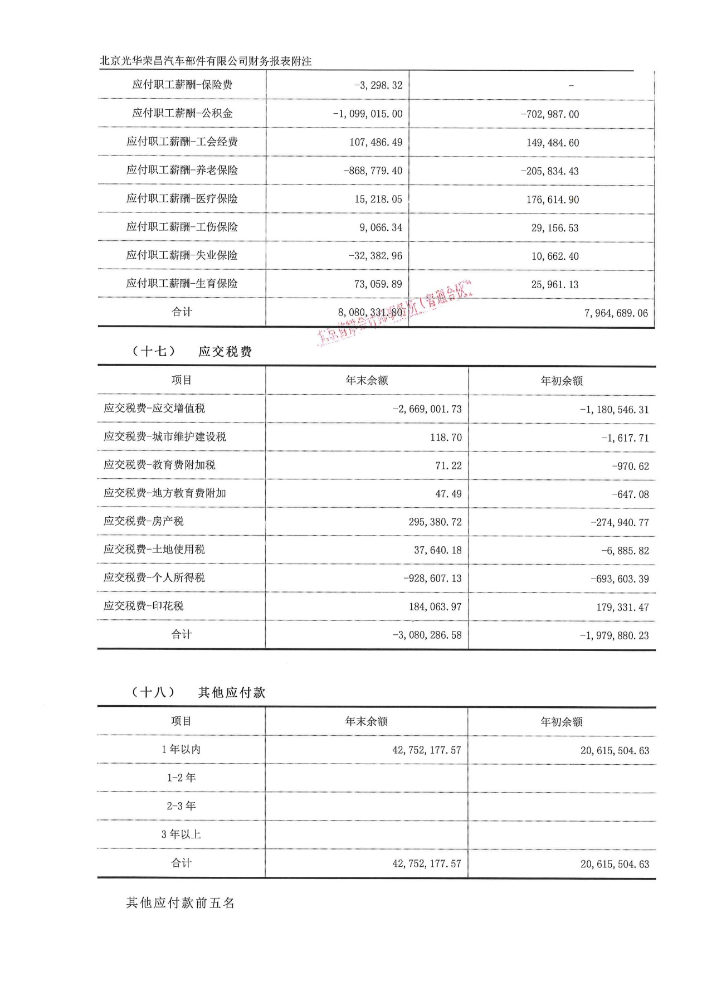 北京光华荣昌汽车部件有限公司财务报表附注
应付职工薪酬-保险费 -3,298.32 -
应付职工薪酬-公积金 -1,099,015.00 -702,987.00
应付职工薪酬-工会经费 107,486.49 149,484.60
应付职工薪酬-养老保险 -868,779.40 -205,834.43
应付职工薪酬-医疗保险 15,218.05 176,614.90
应付职工薪酬-工伤保险 9,066.34 29,156.53
应付职工薪酬-失业保险 -32,382.96 10,662.40
应付职工薪酬-生育保险 73,059.89 25,961.13
合计 8,080,331.80 7,964,689.06
会计师事务所（普通合伙
（十七） 应交税费
项目 年末余额 年初余额
应交税费-应交增值税 -2,669,001.73 -1,180,546.31
应交税费-城市维护建设税 118.70 -1,617.71
应交税费-教育费附加税 71.22 -970.62
应交税费-地方教育费附加 47.49 -647.08
应交税费-房产税 295,380.72 -274,940.77
应交税费-土地使用税 37,640.18 -6,885.82
应交税费-个人所得税 -928,607.13 -693,603.39
应交税费-印花税 184,063.97 179,331.47
合计 -3,080,286.58 -1,979,880.23
（十八） 其他应付款
项目 年末余额 年初余额
1 年以内 42,752,177.57 20,615,504.63
1-2 年
2-3 年
3 年以上
合计 42,752,177.57 20,615,504.63
其他应付款前五名